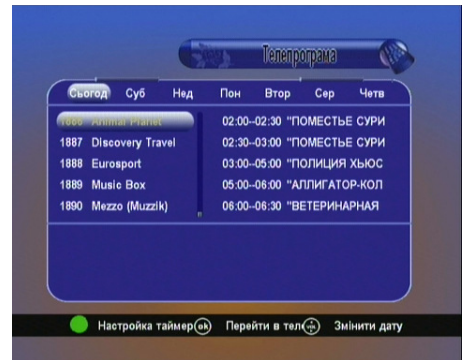 Телепрограма
Сьогод Суб Нед Пон Втор Сер Четв
1886 Animal Planet 02:00--02:30 "ПОМЕСТЬЕ СУРИ
1887 Discovery Travel 02:30--03:00 "ПОМЕСТЬЕ СУРИ
1888 Eurosport 03:00--05:00 "ПОЛИЦИЯ ХЬЮС
1889 Music Box 05:00--06:00 "АЛЛИГАТОР-КОЛ
1890 Mezzo (Muzzik) 06:00--06:30 "ВЕТЕРИНАРНАЯ
Настройка таймер ok Перейти в тел Змінити дату